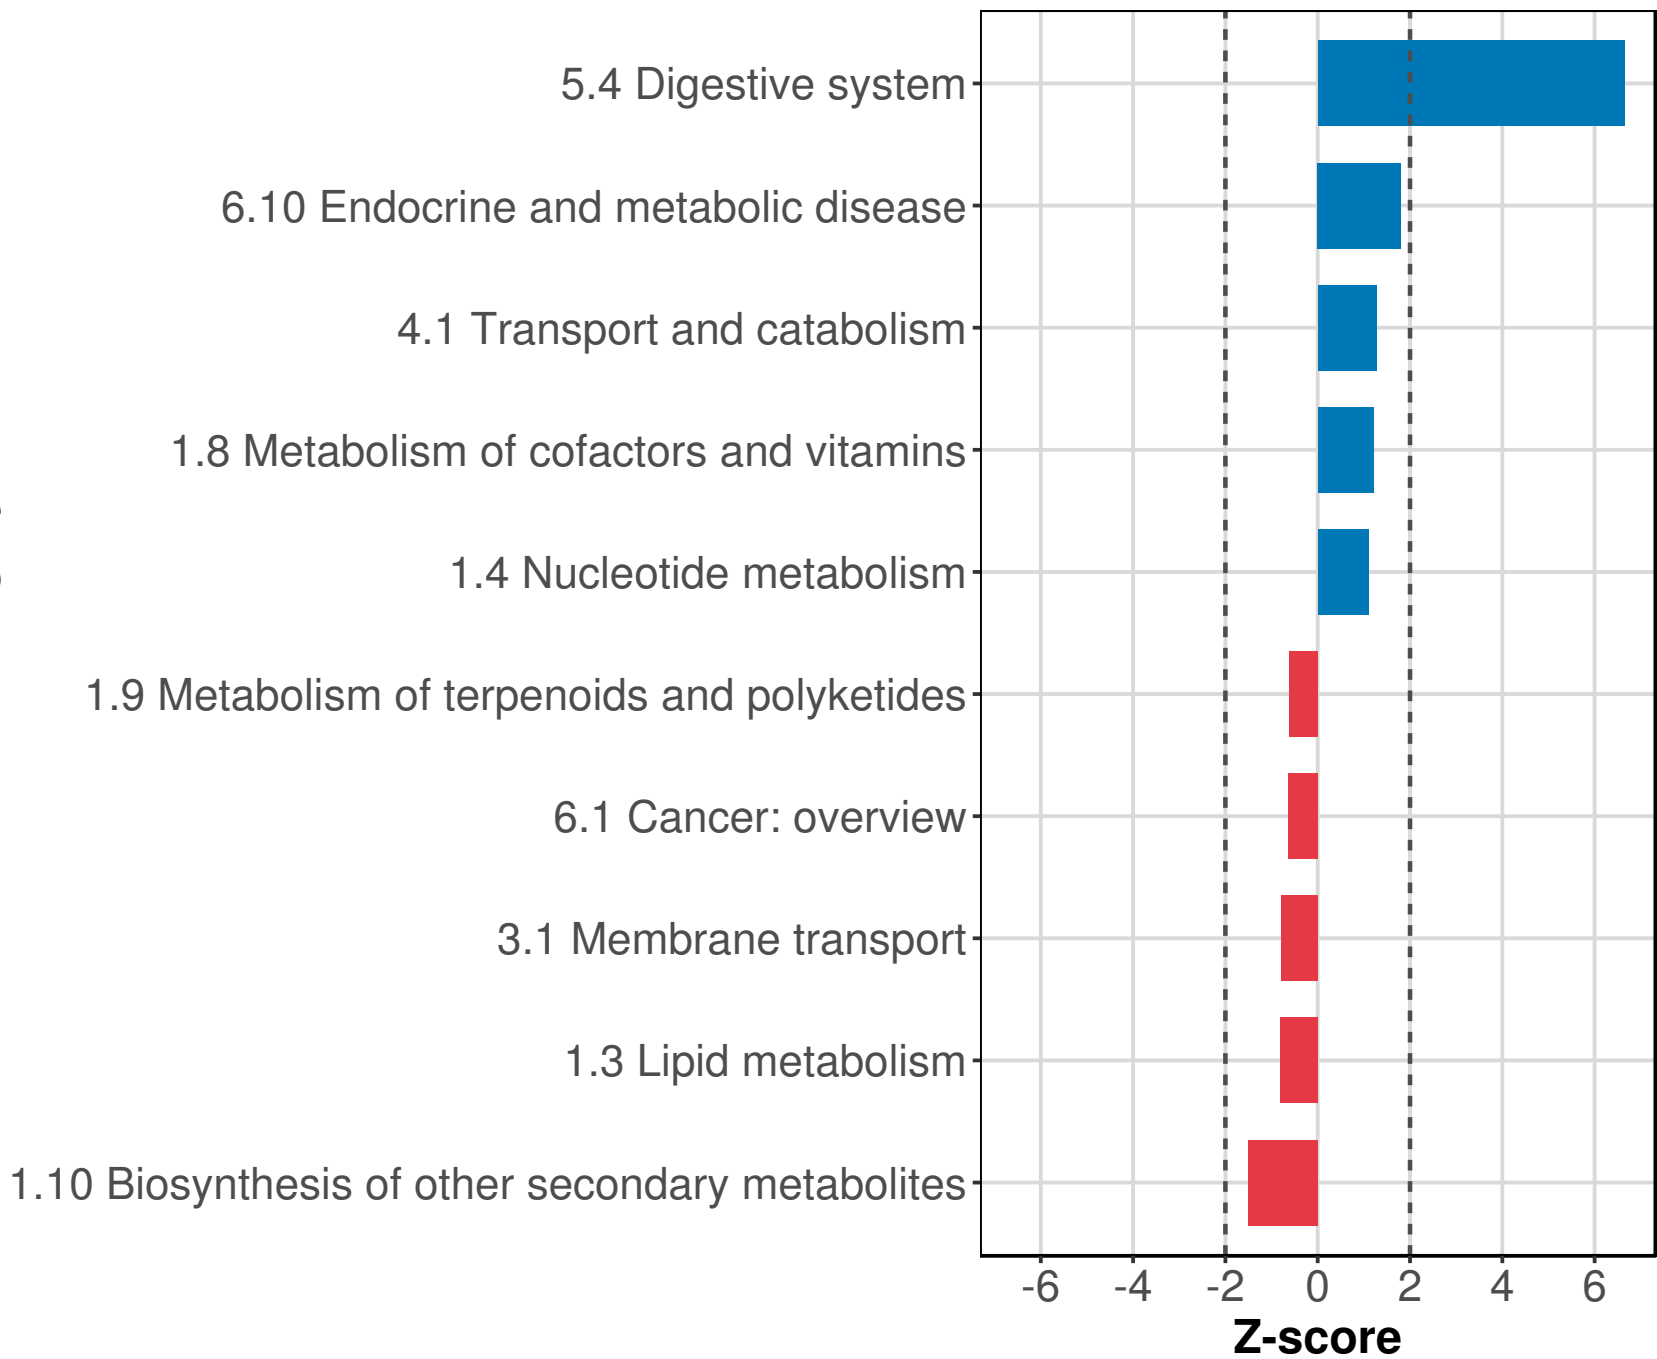 5.4 Digestive system
6.10 Endocrine and metabolic disease
4.1 Transport and catabolism
1.8 Metabolism of cofactors and vitamins
1.4 Nucleotide metabolism
1.9 Metabolism of terpenoids and polyketides
6.1 Cancer: overview
3.1 Membrane transport
1.3 Lipid metabolism
1.10 Biosynthesis of other secondary metabolites
-6 -4 -2 0 2 4 6
Z-score